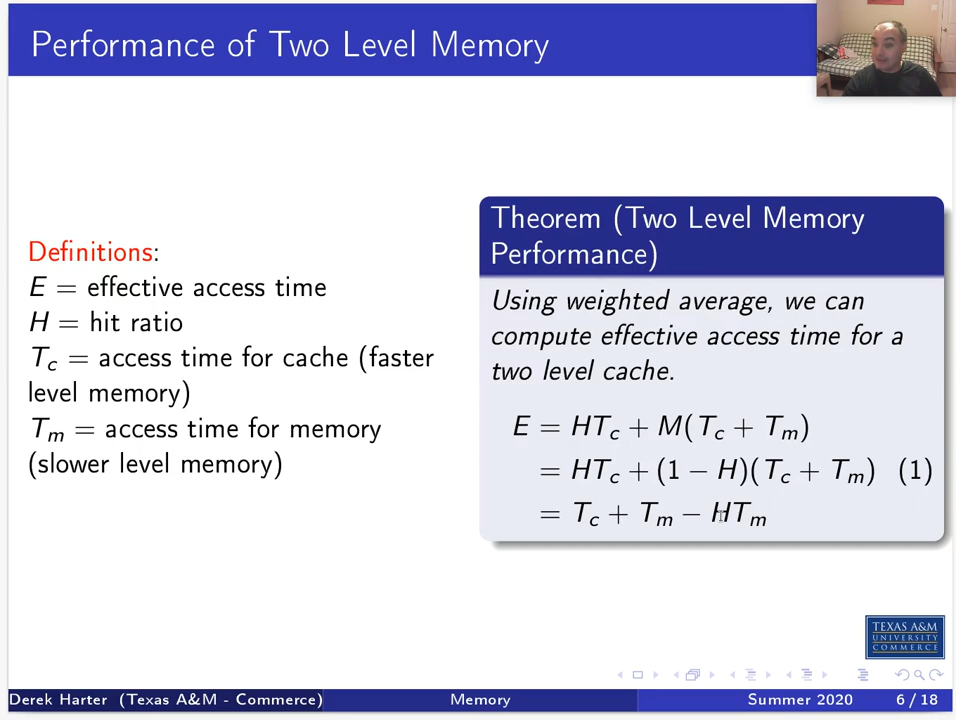 Performance of Two Level Memory
Definitions:
E = effective access time
H = hit ratio
T_c = access time for cache (faster
level memory)
T_m = access time for memory
(slower level memory)
Theorem (Two Level Memory
Performance)
Using weighted average, we can
compute effective access time for a
two level cache.
E = HT_c + M(T_c + T_m)
= HT_c + (1 − H)(T_c + T_m) (1)
= T_c + T_m − HT_m
TEXAS A&M
UNIVERSITY
COMMERCE
Derek Harter (Texas A&M - Commerce) Memory Summer 2020 6 / 18